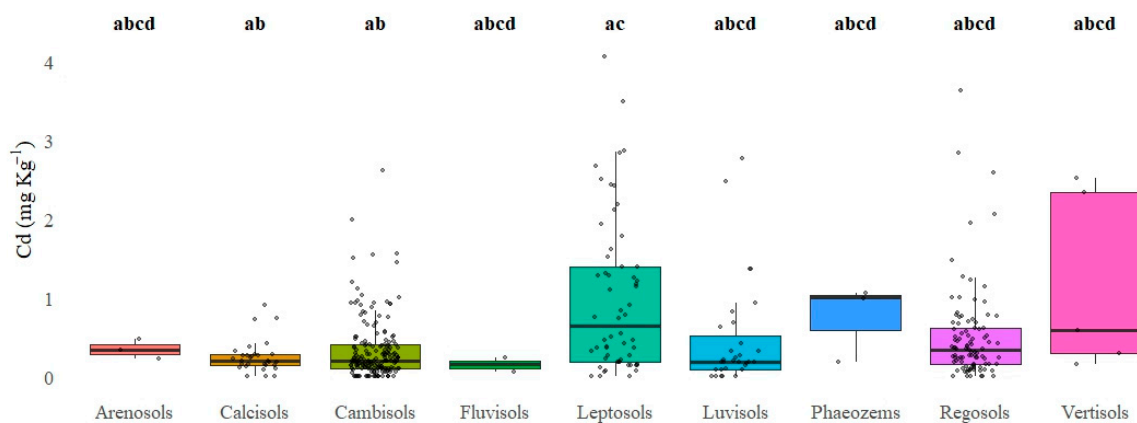 abcd ab ab abcd ac abcd abcd abcd abcd
4
3
2
1
0
Cd (mg Kg⁻¹)
Arenosols Calcisols Cambisols Fluvisols Leptosols Luvisols Phaeozems Regosols Vertisols